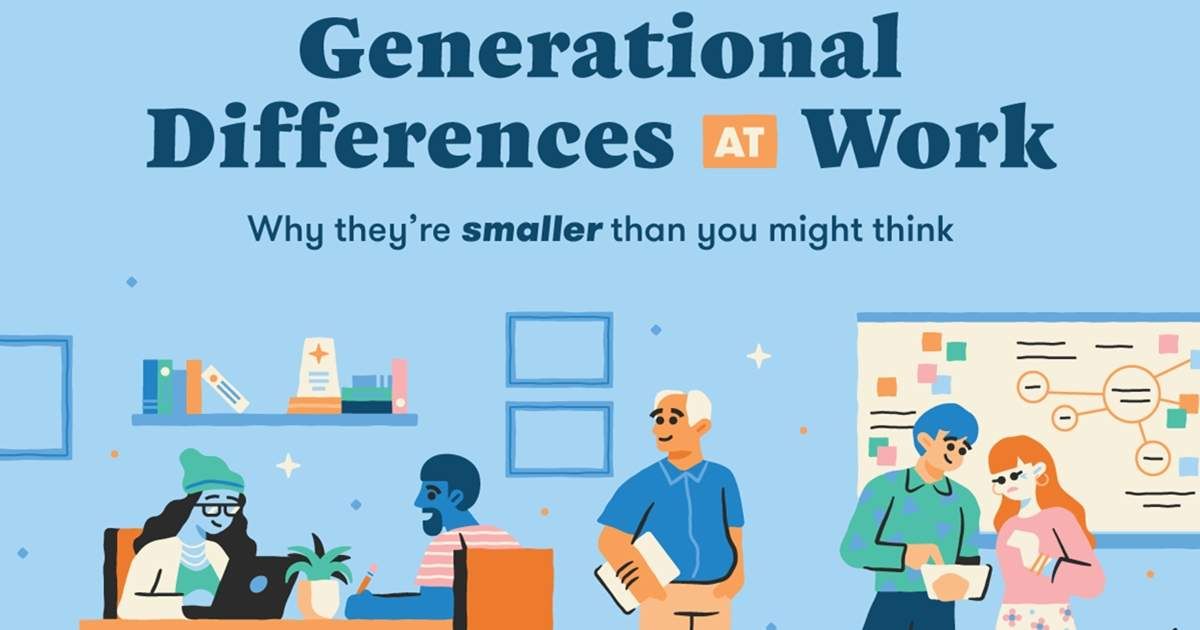 Generational
Differences AT Work
Why they're smaller than you might think